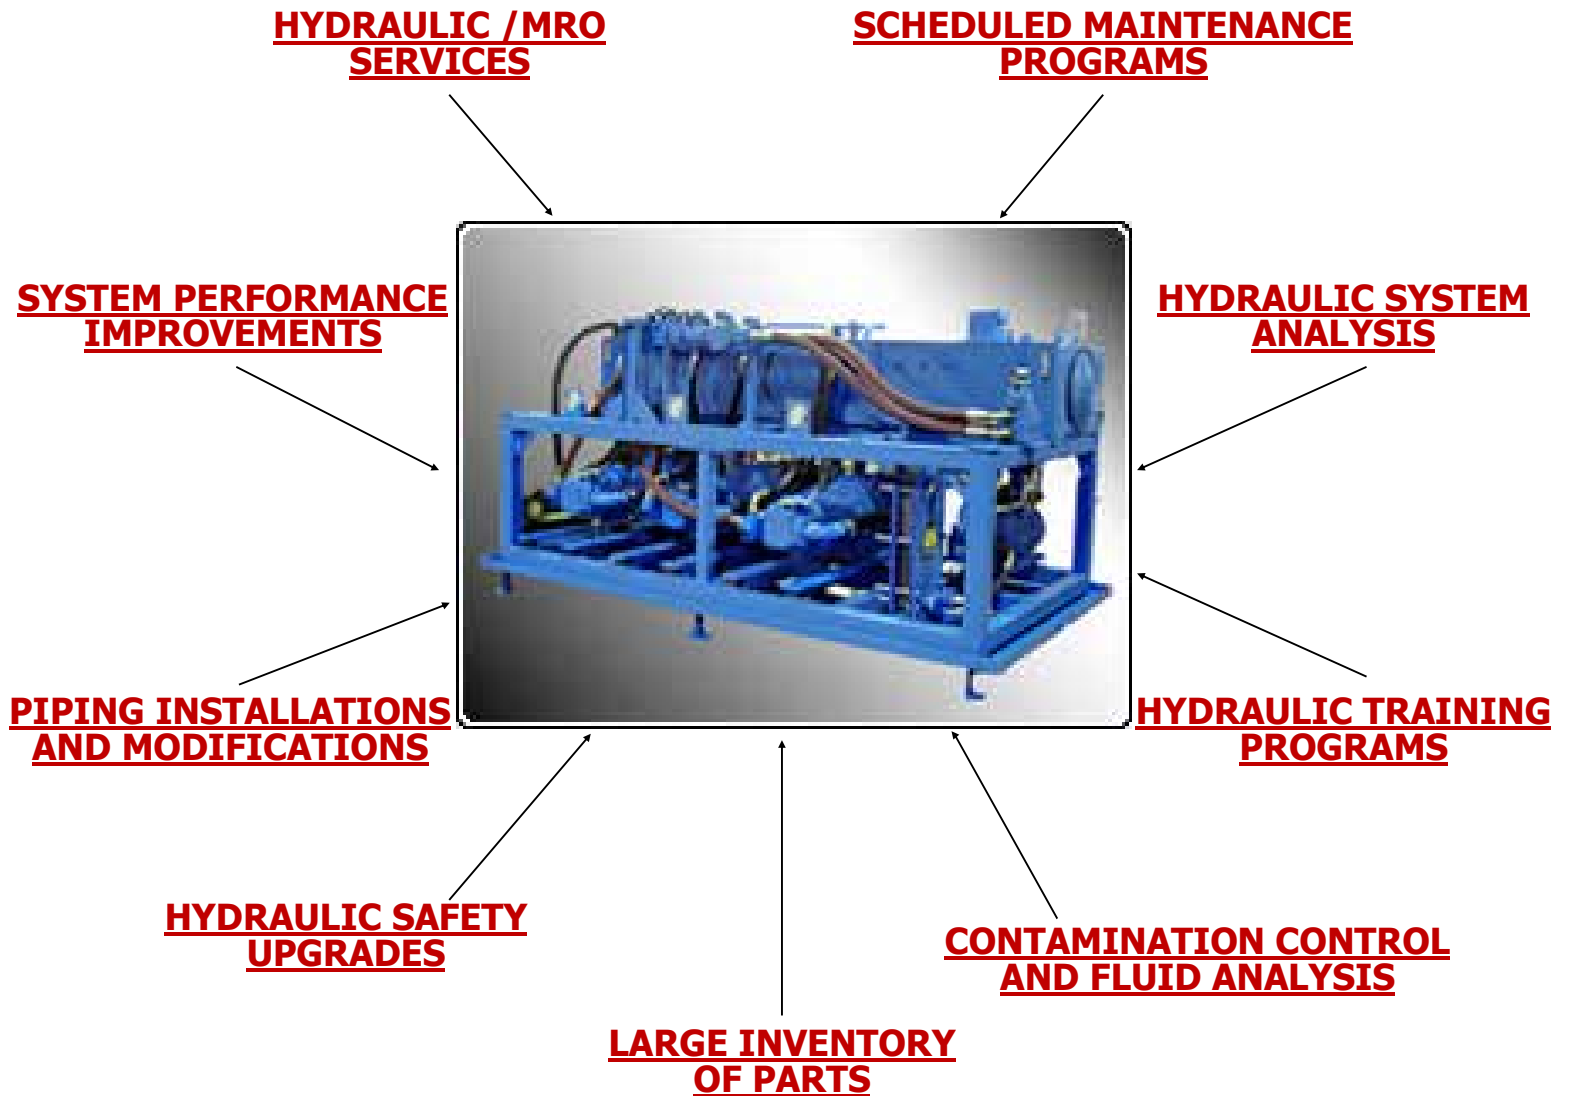 HYDRAULIC /MRO
SERVICES
SCHEDULED MAINTENANCE
PROGRAMS
SYSTEM PERFORMANCE
IMPROVEMENTS
HYDRAULIC SYSTEM
ANALYSIS
PIPING INSTALLATIONS
AND MODIFICATIONS
HYDRAULIC TRAINING
PROGRAMS
HYDRAULIC SAFETY
UPGRADES
CONTAMINATION CONTROL
AND FLUID ANALYSIS
LARGE INVENTORY
OF PARTS